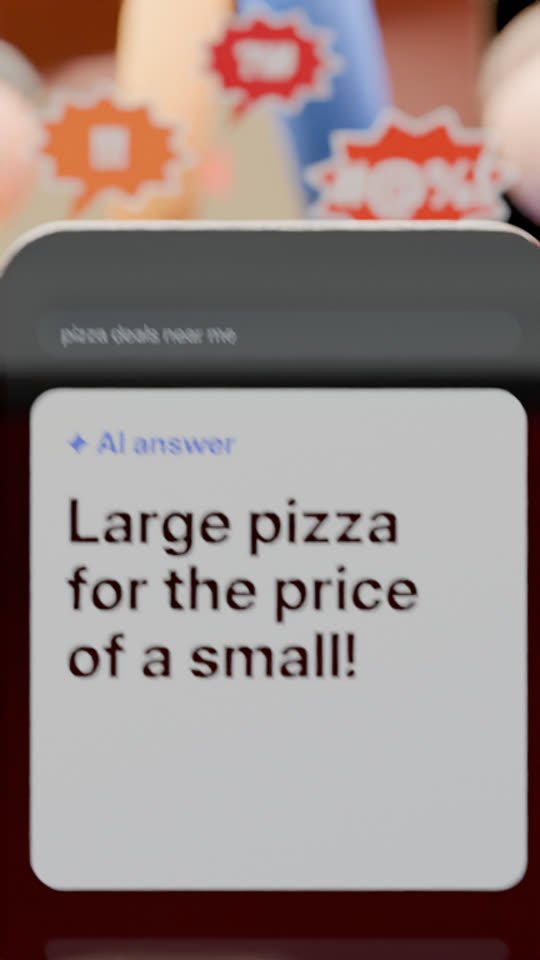 pizza deals near me
AI answer
Large pizza
for the price
of a small!